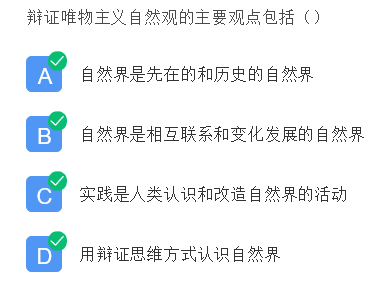 辩证唯物主义自然观的主要观点包括（）
A 自然界是先在的和历史的自然界
B 自然界是相互联系和变化发展的自然界
C 实践是人类认识和改造自然界的活动
D 用辩证思维方式认识自然界